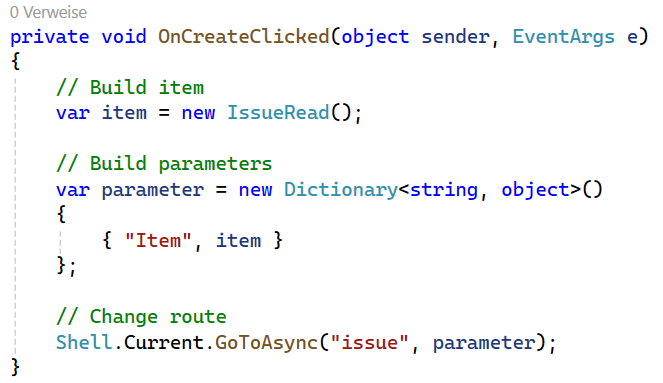 0 Verweise
private void OnCreateClicked(object sender, EventArgs e)
{
    // Build item
    var item = new IssueRead();

    // Build parameters
    var parameter = new Dictionary<string, object>()
    {
        { "Item", item }
    };

    // Change route
    Shell.Current.GoToAsync("issue", parameter);
}